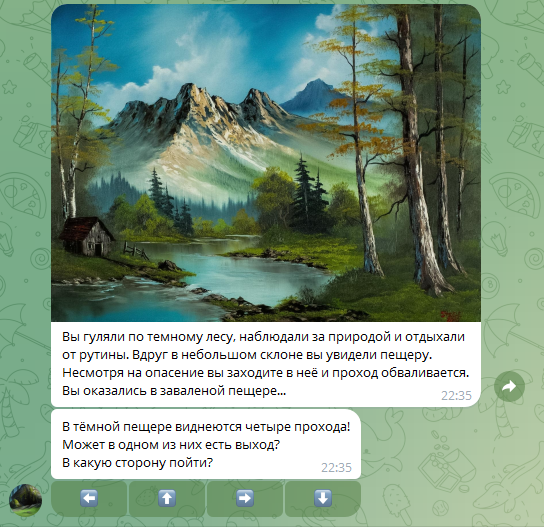 Вы гуляли по темному лесу, наблюдали за природой и отдыхали
от рутины. Вдруг в небольшом склоне вы увидели пещеру.
Несмотря на опасение вы заходите в неё и проход обваливается.
Вы оказались в заваленой пещере...
22:35
В тёмной пещере виднеются четыре прохода!
Может в одном из них есть выход?
В какую сторону пойти?
22:35